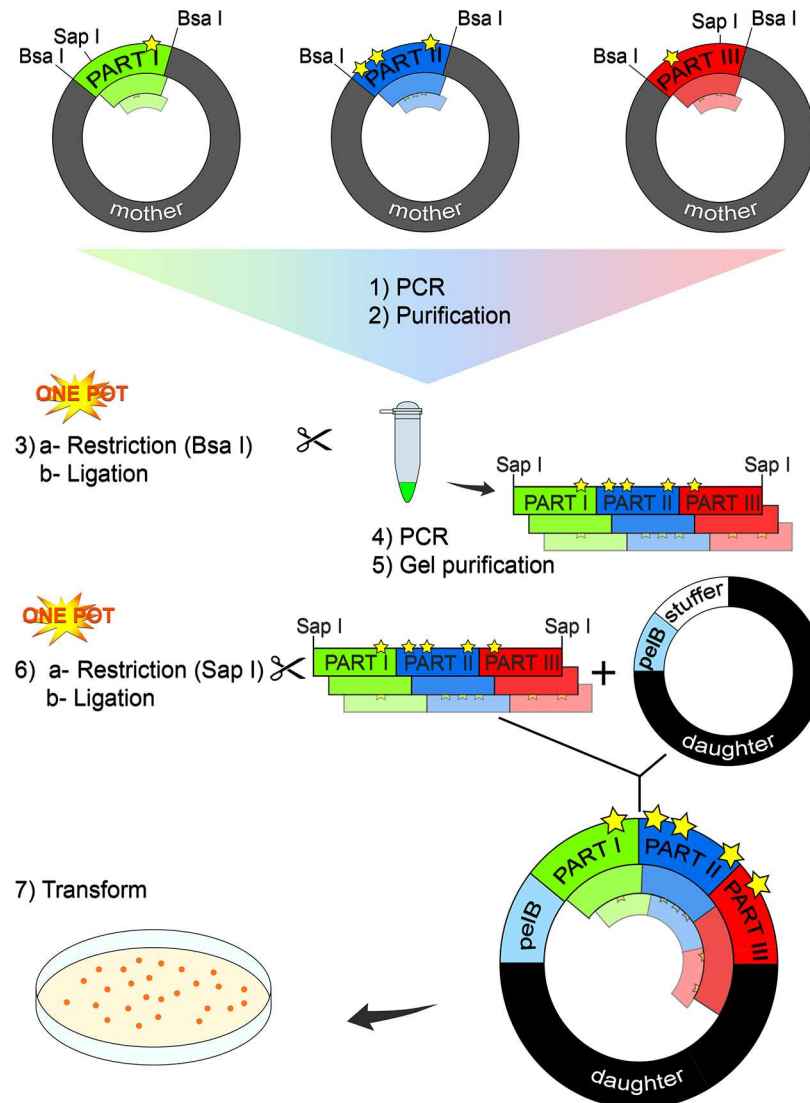 Bsa I
Sap I
Bsa I
PART I
mother
Bsa I
Bsa I
PART II
mother
Bsa I
Sap I
Bsa I
PART III
mother
1) PCR
2) Purification
ONE POT
3) a- Restriction (Bsa I)
b- Ligation
Sap I
Sap I
PART I
PART II
PART III
4) PCR
5) Gel purification
ONE POT
6) a- Restriction (Sap I)
b- Ligation
Sap I
Sap I
PART I
PART II
PART III
+
pelB
stuffer
daughter
7) Transform
pelB
PART I
PART II
PART III
daughter